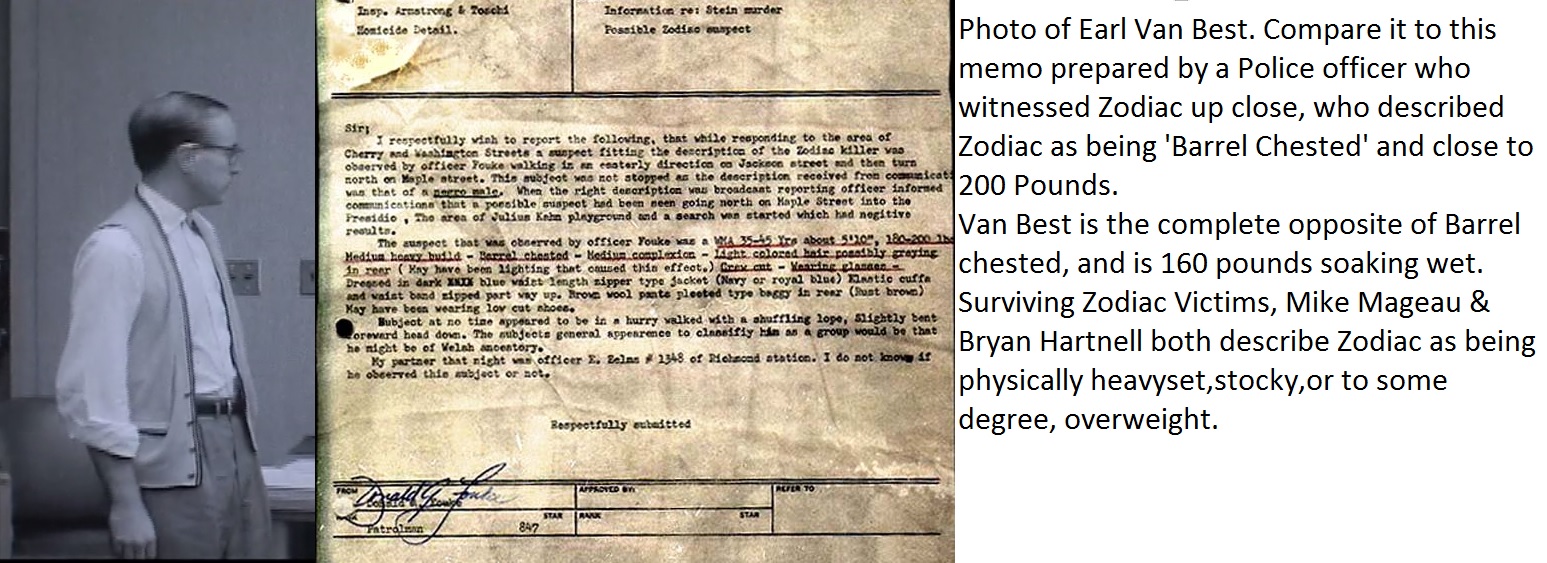 Insp. Armstrong & Toschi
Homicide Detail.
Information re: Stein murder
Possible Zodiac suspect
Sir;
I respectfully wish to report the following, that while responding to the area of
Cherry and Washington Streets a suspect fitting the description of the Zodiac killer was
observed by officer Fouke walking in an easterly direction on Jackson street and then turn
north on Maple street. This subject was not stopped as the description received from communicati
was that of a negro male. When the right description was broadcast reporting officer informed
communications that a possible suspect had been seen going north on Maple Street into the
Presidio , The area of Julius Kahn playground and a search was started which had negitive
results.
The suspect that was observed by officer Fouke was a WMA 35-45 Yrs about 5'10", 180-200 lbs
Medium heavy build - Barrel chested - Medium complexion - Light colored hair possibly greying
in rear ( May have been lighting that caused this effect.) Crew cut - Wearing glasses -
Dressed in dark blue waist length zipper type jacket (Navy or royal blue) Elastic cuffs
and waist band zipped part way up. Brown wool pants pleeted type baggy in rear (Rust brown)
May have been wearing low cut shoes.
Subject at no time appeared to be in a hurry walked with a shuffling lope, Slightly bent
foreward head down. The subjects general appearence to classifiy him as a group would be that
he might be of Welsh ancestory.
My partner that night was officer E. Zelms # 1348 of Richmond station. I do not know if
he observed this subject or not.
Respectfully submitted
FROM
Donald A. Fouke
APPROVED BY:
REFER TO
RANK
Patrolman
STAR
847
RANK
STAR
Photo of Earl Van Best. Compare it to this
memo prepared by a Police officer who
witnessed Zodiac up close, who described
Zodiac as being 'Barrel Chested' and close to
200 Pounds.
Van Best is the complete opposite of Barrel
chested, and is 160 pounds soaking wet.
Surviving Zodiac Victims, Mike Mageau &
Bryan Hartnell both describe Zodiac as being
physically heavyset,stocky,or to some
degree, overweight.